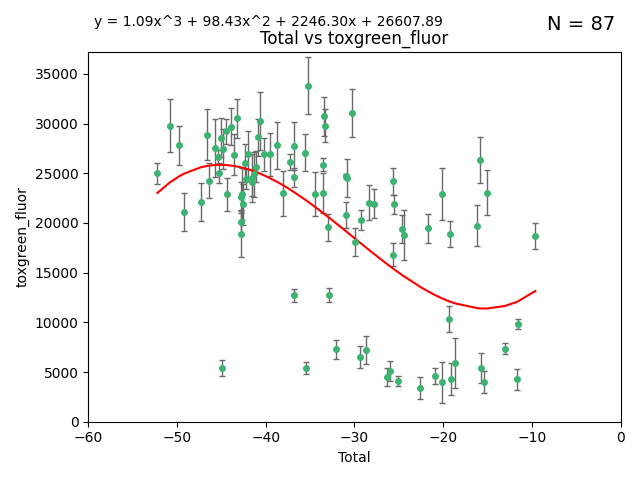 y = 1.09x^3 + 98.43x^2 + 2246.30x + 26607.89
N = 87
Total vs toxgreen_fluor
35000
30000
25000
20000
15000
10000
5000
0
toxgreen_fluor
−60 −50 −40 −30 −20 −10 0
Total